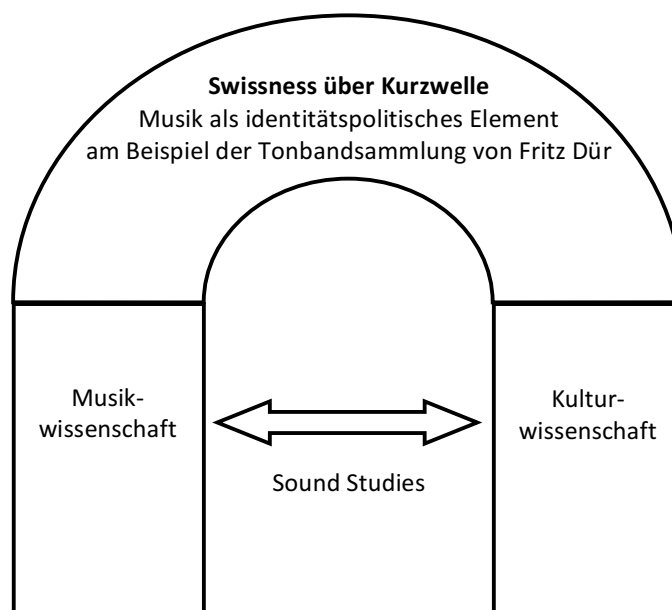 Swissness über Kurzwelle
Musik als identitätspolitisches Element
am Beispiel der Tonbandsammlung von Fritz Dür
Musik-
wissenschaft
Sound Studies
Kultur-
wissenschaft